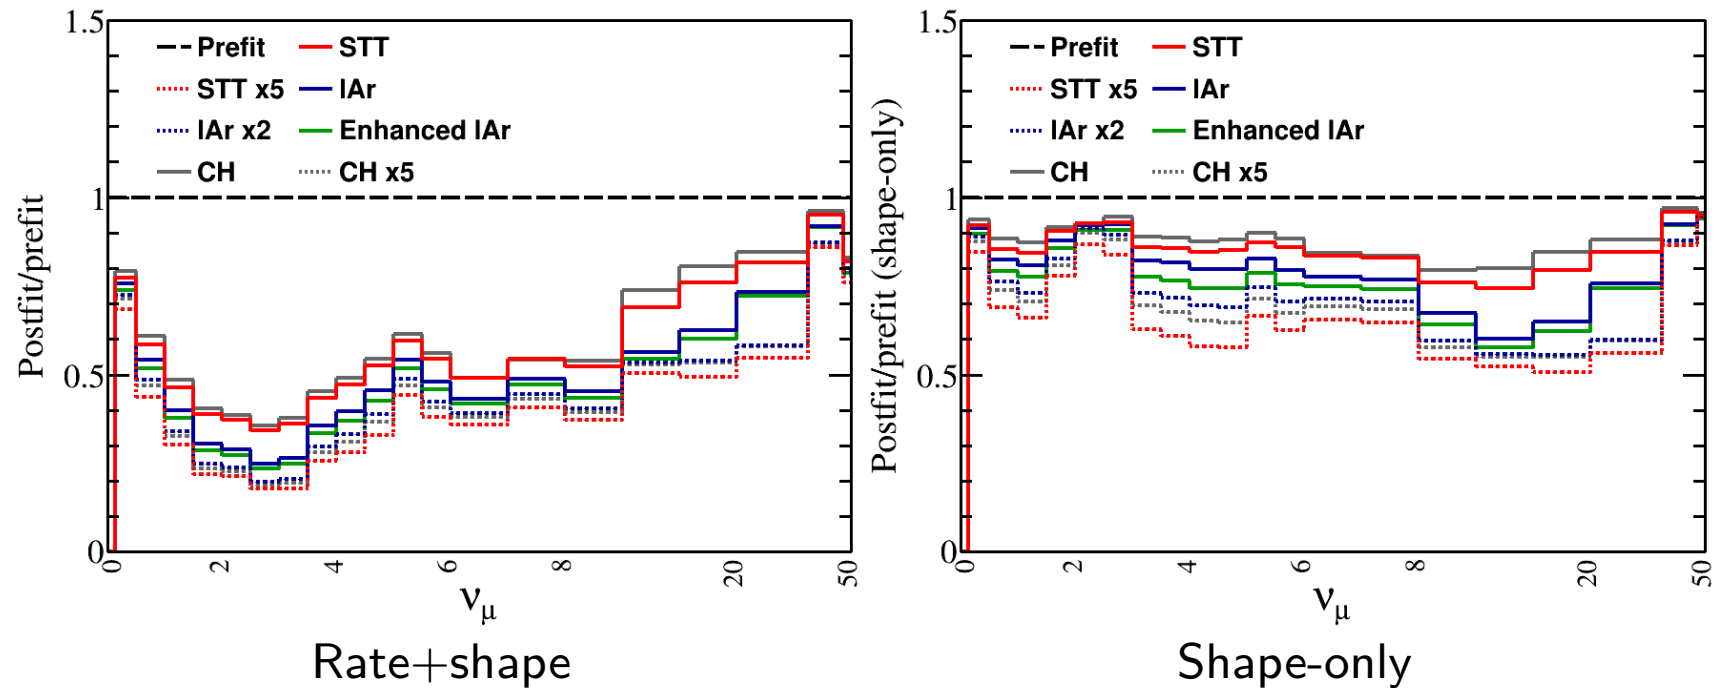 1.5
Prefit
STT
STT x5
lAr
lAr x2
Enhanced lAr
CH
CH x5
1
0.5
0
Postfit/prefit
0
2
4
6
8
20
50
νμ
Rate+shape
1.5
Prefit
STT
STT x5
lAr
lAr x2
Enhanced lAr
CH
CH x5
1
0.5
0
Postfit/prefit (shape-only)
0
2
4
6
8
20
50
νμ
Shape-only